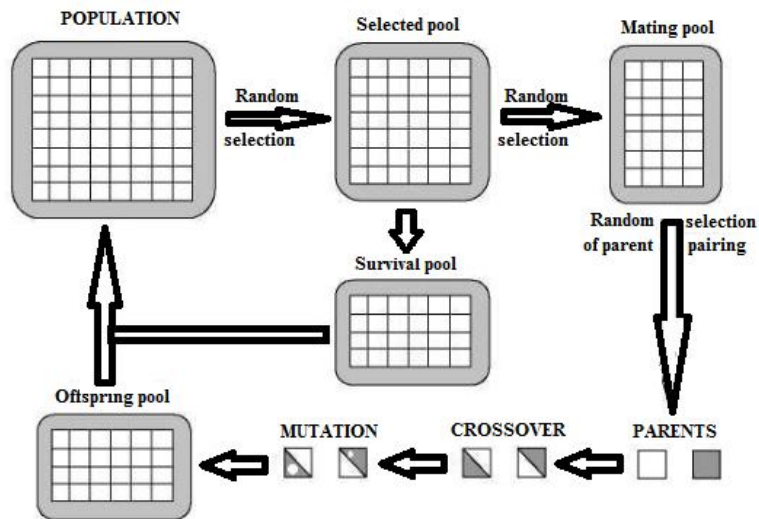 POPULATION
Selected pool
Mating pool
Random
selection
Random
selection
Random selection
of parent pairing
Survival pool
Offspring pool
MUTATION
CROSSOVER
PARENTS